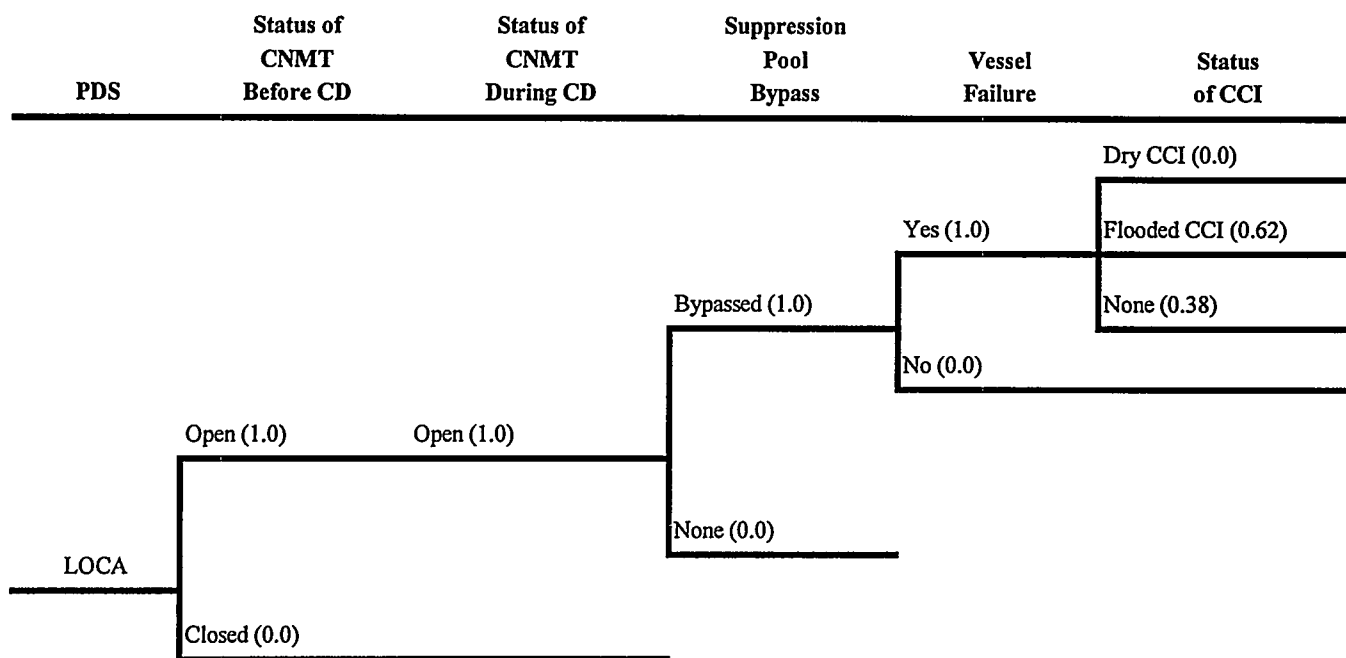 Status of
CNMT
Before CD
Status of
CNMT
During CD
Suppression
Pool
Bypass
PDS
Vessel
Failure
Status
of CCI
Dry CCI (0.0)
Yes (1.0)
Flooded CCI (0.62)
Bypassed (1.0)
None (0.38)
No (0.0)
Open (1.0)
Open (1.0)
None (0.0)
LOCA
Closed (0.0)